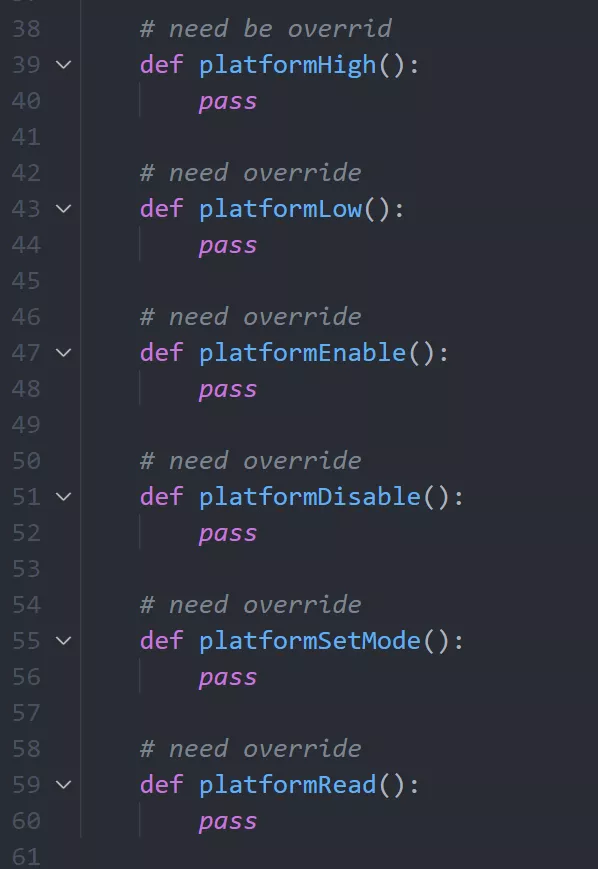 38 # need be overrid
39 def platformHigh():
40 pass
41
42 # need override
43 def platformLow():
44 pass
45
46 # need override
47 def platformEnable():
48 pass
49
50 # need override
51 def platformDisable():
52 pass
53
54 # need override
55 def platformSetMode():
56 pass
57
58 # need override
59 def platformRead():
60 pass
61